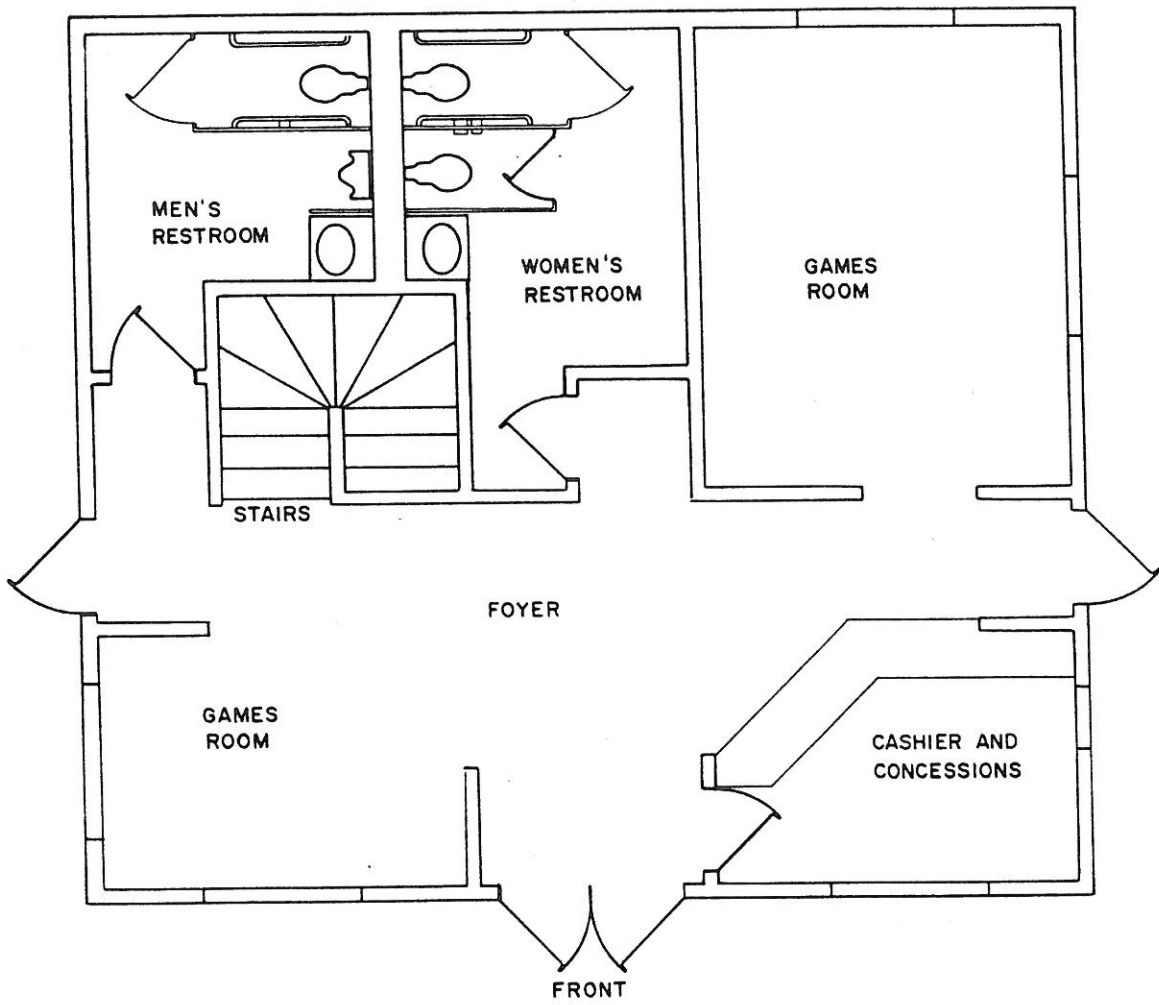 MEN'S
RESTROOM
WOMEN'S
RESTROOM
GAMES
ROOM
STAIRS
FOYER
GAMES
ROOM
CASHIER AND
CONCESSIONS
FRONT